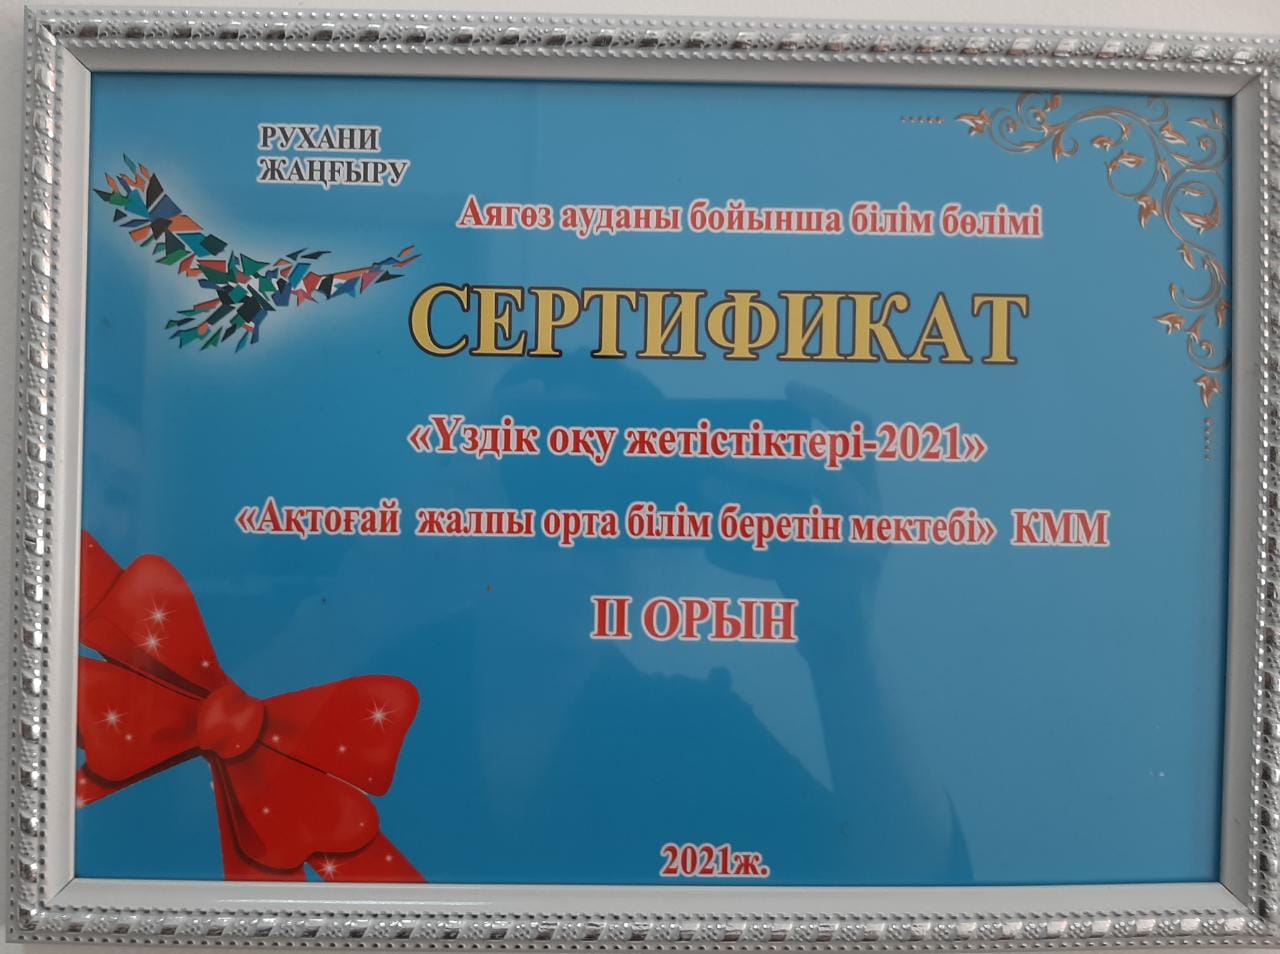 РУХАНИ
ЖАҢҒЫРУ
Аягөз ауданы бойынша білім бөлімі
СЕРТИФИКАТ
«Үздік оқу жетістіктері-2021»
«Ақтоғай жалпы орта білім беретін мектебі» КММ
ІІ ОРЫН
2021ж.